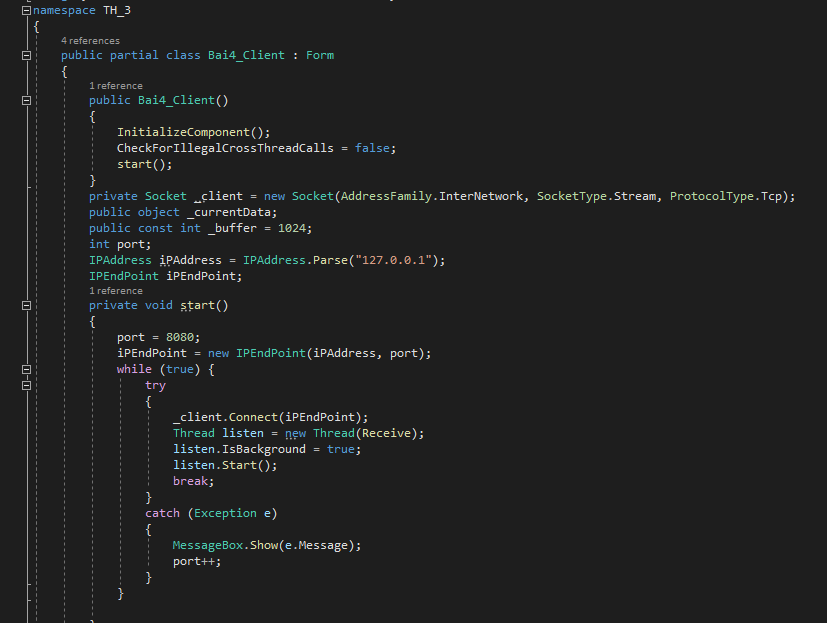 namespace TH_3
{
4 references
public partial class Bai4_Client : Form
{
1 reference
public Bai4_Client()
{
InitializeComponent();
CheckForIllegalCrossThreadCalls = false;
start();
}
private Socket _client = new Socket(AddressFamily.InterNetwork, SocketType.Stream, ProtocolType.Tcp);
public object _currentData;
public const int _buffer = 1024;
int port;
IPAddress iPAddress = IPAddress.Parse("127.0.0.1");
IPEndPoint iPEndPoint;
1 reference
private void start()
{
port = 8080;
iPEndPoint = new IPEndPoint(iPAddress, port);
while (true) {
try
{
_client.Connect(iPEndPoint);
Thread listen = new Thread(Receive);
listen.IsBackground = true;
listen.Start();
break;
}
catch (Exception e)
{
MessageBox.Show(e.Message);
port++;
}
}